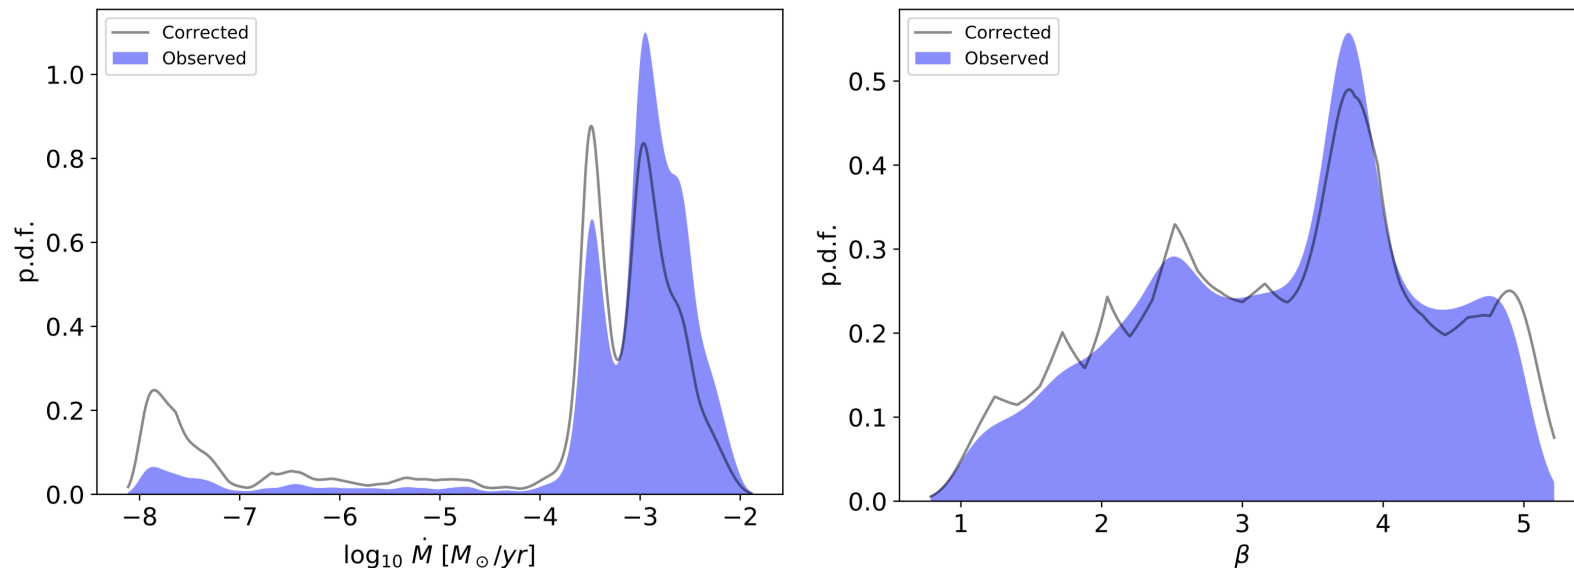 Corrected
Observed
1.0
0.8
0.6
0.4
0.2
0.0
p.d.f.
−8 −7 −6 −5 −4 −3 −2
log₁₀ Ṁ [M⊙/yr]
Corrected
Observed
0.5
0.4
0.3
0.2
0.1
0.0
p.d.f.
1 2 3 4 5
β